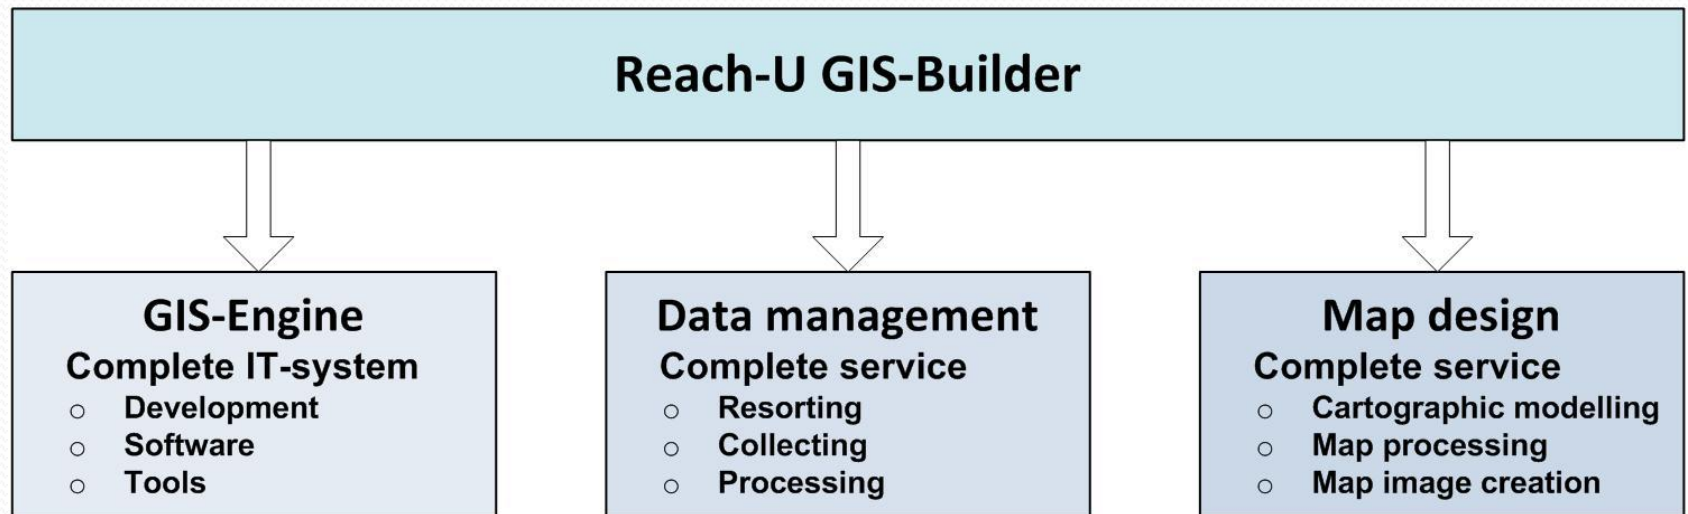 Reach-U GIS-Builder
GIS-Engine
Complete IT-system
o Development
o Software
o Tools
Data management
Complete service
o Resorting
o Collecting
o Processing
Map design
Complete service
o Cartographic modelling
o Map processing
o Map image creation